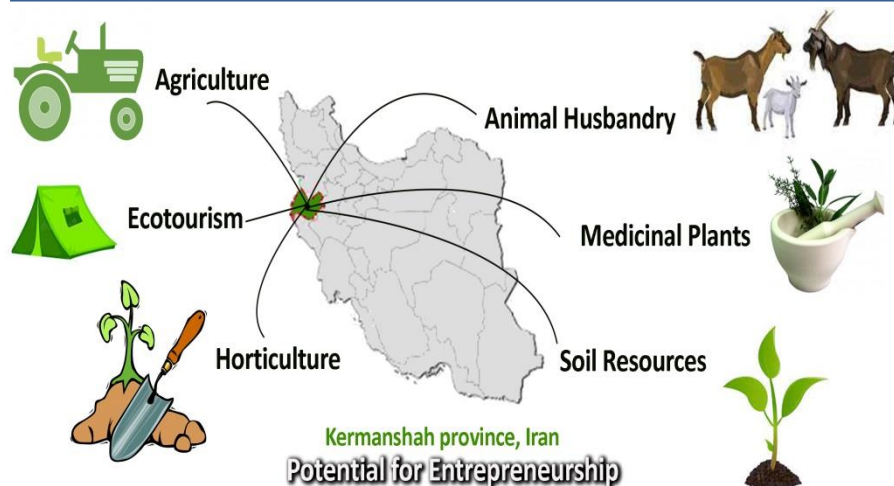 Agriculture
Animal Husbandry
Ecotourism
Medicinal Plants
Horticulture
Soil Resources
Kermanshah province, Iran
Potential for Entrepreneurship